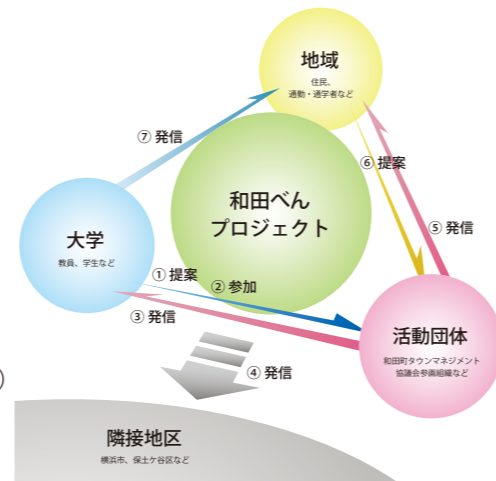 地域
住民、
通勤・通学者など
⑦ 発信
⑥ 提案
和田べん
プロジェクト
大学
教員、学生など
⑤ 発信
① 提案
② 参加
③ 発信
活動団体
和田町タウンマネジメント
協議会参画組織など
④ 発信
)
隣接地区
横浜市、保土ケ谷区など